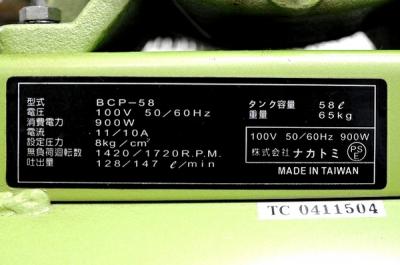 型式 BCP-58
電圧 100V 50/60Hz
消費電力 900W
電流 11/10A
設定圧力 8kg/cm²
無負荷回転数 1420/1720R.P.M.
吐出量 128/147 ℓ/min
タンク容量 58ℓ
重量 65kg
100V 50/60Hz 900W
株式会社 ナカトミ PSE
MADE IN TAIWAN
TC 0411504